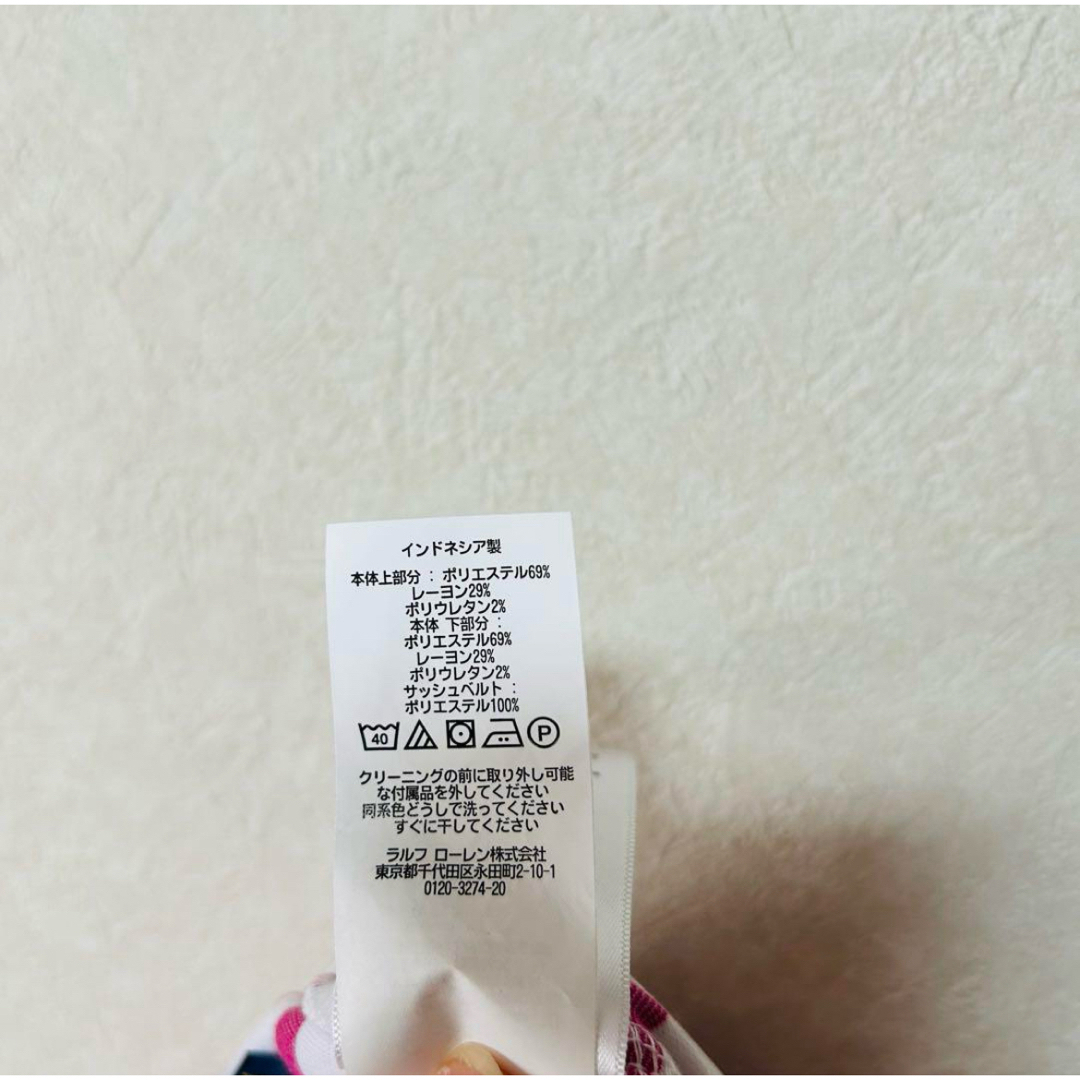 インドネシア製
本体上部分 : ポリエステル69%
レーヨン29%
ポリウレタン2%
本体 下部分 :
ポリエステル69%
レーヨン29%
ポリウレタン2%
サッシュベルト :
ポリエステル100%
40 P
クリーニングの前に取り外し可能
な付属品を外してください
同系色どうしで洗ってください
すぐに干してください
ラルフ ローレン株式会社
東京都千代田区永田町2-10-1
0120-3274-20